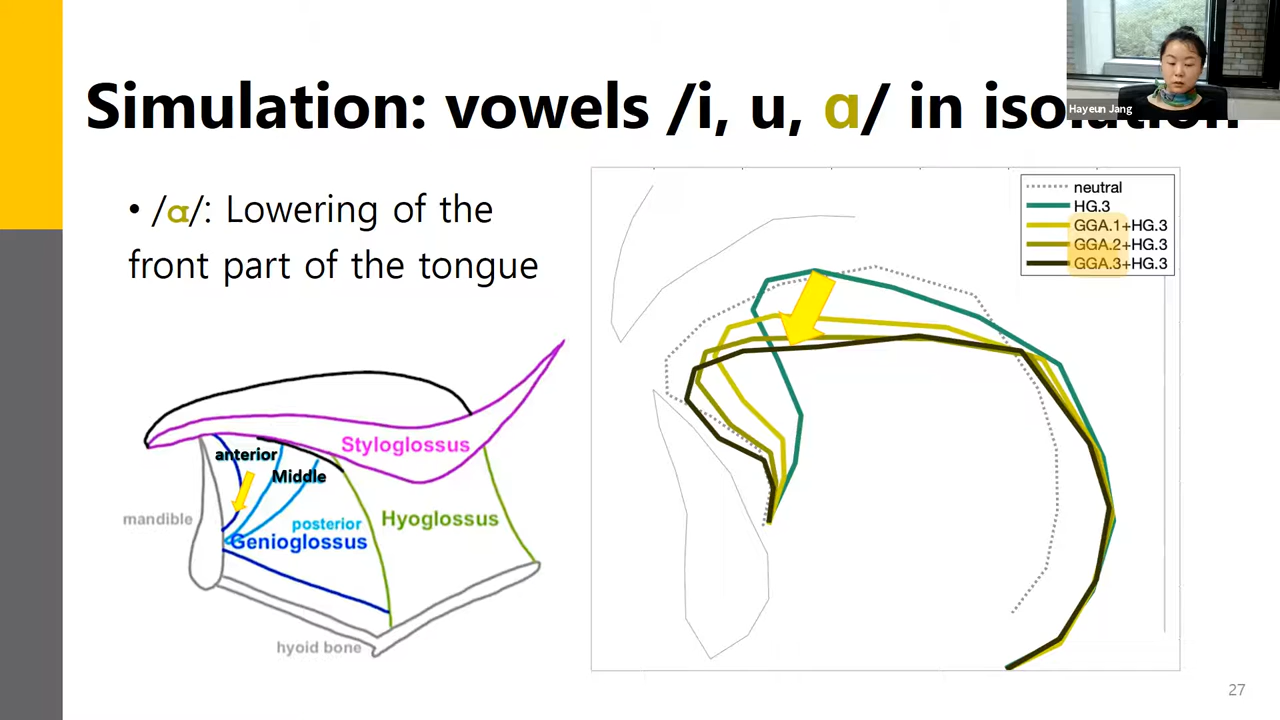 Simulation: vowels /i, u, ɑ/ in isolation
Hayeun Jang
• /ɑ/: Lowering of the
front part of the tongue
neutral
HG.3
GGA.1+HG.3
GGA.2+HG.3
GGA.3+HG.3
Styloglossus
anterior
Middle
mandible
posterior
Hyoglossus
Genioglossus
hyoid bone
27